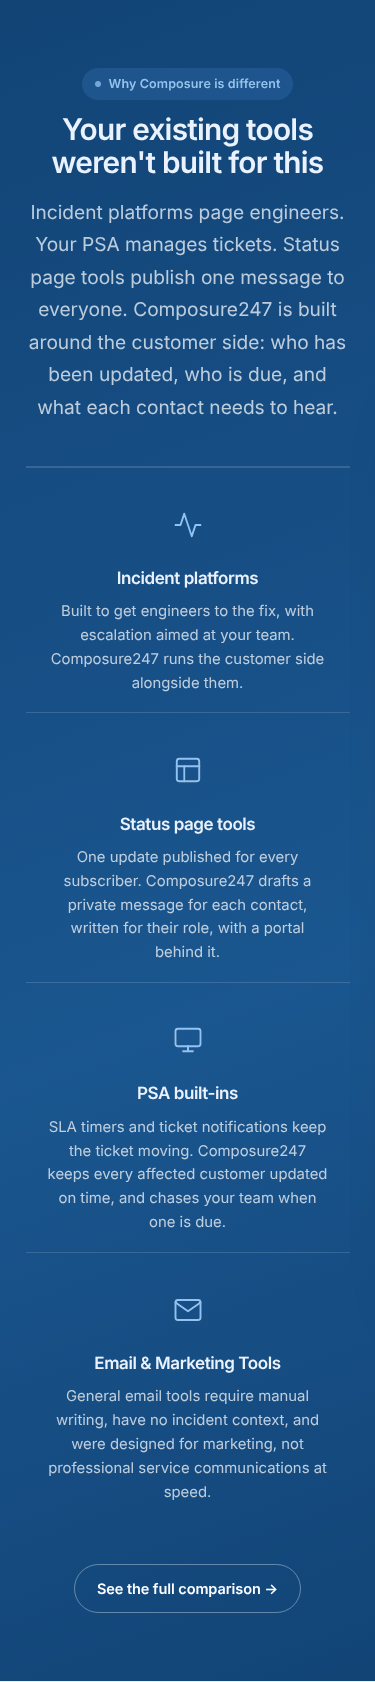 Why Composure is different
Your existing tools
weren't built for this
Incident platforms page engineers.
Your PSA manages tickets. Status
page tools publish one message to
everyone. Composure247 is built
around the customer side: who has
been updated, who is due, and
what each contact needs to hear.
Incident platforms
Built to get engineers to the fix, with
escalation aimed at your team.
Composure247 runs the customer side
alongside them.
Status page tools
One update published for every
subscriber. Composure247 drafts a
private message for each contact,
written for their role, with a portal
behind it.
PSA built-ins
SLA timers and ticket notifications keep
the ticket moving. Composure247
keeps every affected customer updated
on time, and chases your team when
one is due.
Email & Marketing Tools
General email tools require manual
writing, have no incident context, and
were designed for marketing, not
professional service communications at
speed.
See the full comparison →